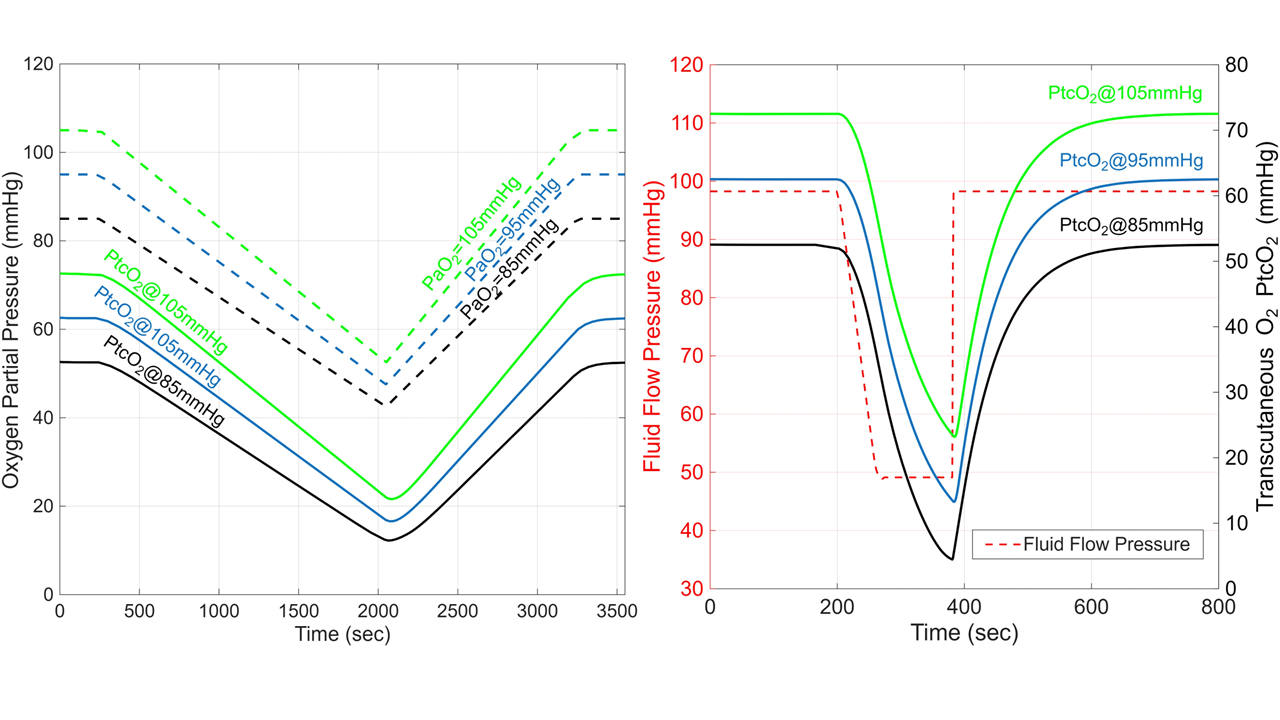 Oxygen Partial Pressure (mmHg)
120
100
80
60
40
20
0
PaO2=105mmHg
PaO2=95mmHg
PaO2=85mmHg
PtcO2@105mmHg
PtcO2@105mmHg
PtcO2@85mmHg
0 500 1000 1500 2000 2500 3000 3500
Time (sec)
Fluid Flow Pressure (mmHg)
120
110
100
90
80
70
60
50
40
30
PtcO2@105mmHg
PtcO2@95mmHg
PtcO2@85mmHg
Fluid Flow Pressure
80
70
60
50
40
30
20
10
0
Transcutaneous O2 PtcO2 (mmHg)
0 200 400 600 800
Time (sec)